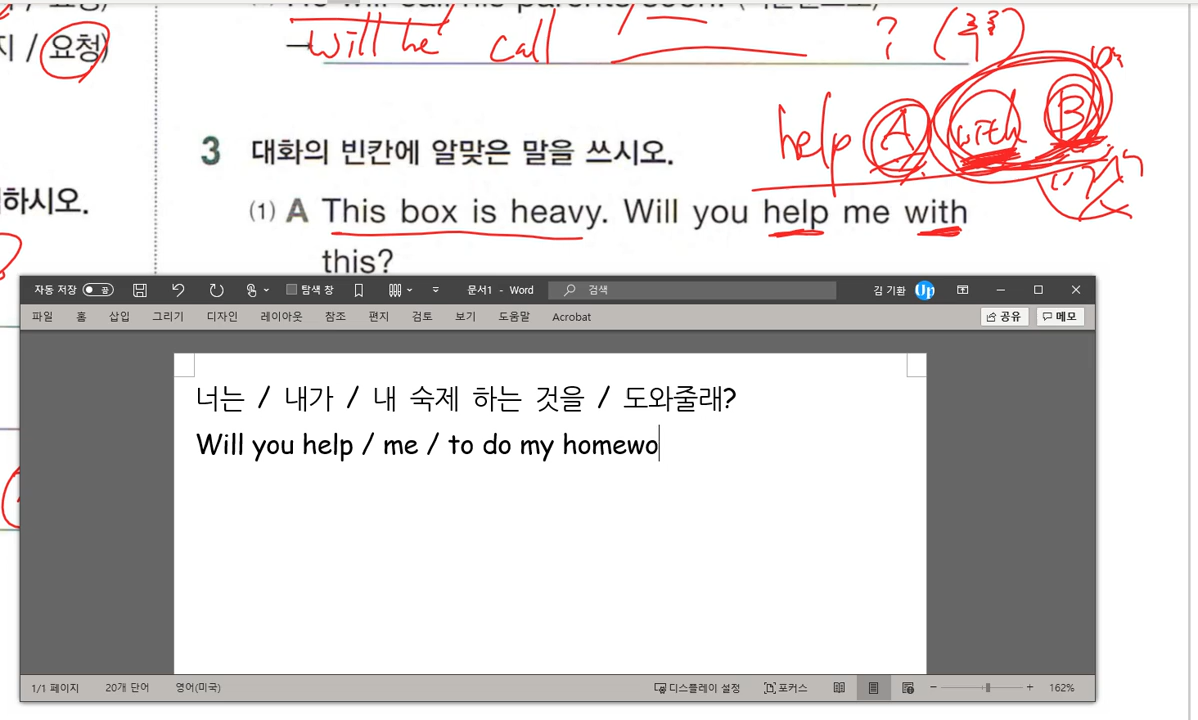 지 / 요청)
→ Will he call ? (주
help A with B
3 대화의 빈칸에 알맞은 말을 쓰시오.
하시오.
(1) A This box is heavy. Will you help me with
this?
자동 저장 끔 탐색 창 문서1 - Word 검색 김 기환 Up
파일 홈 삽입 그리기 디자인 레이아웃 참조 편지 검토 보기 도움말 Acrobat 공유 메모
너는 / 내가 / 내 숙제 하는 것을 / 도와줄래?
Will you help / me / to do my homewo
1/1 페이지 20개 단어 영어(미국) 디스플레이 설정 포커스 - + 162%